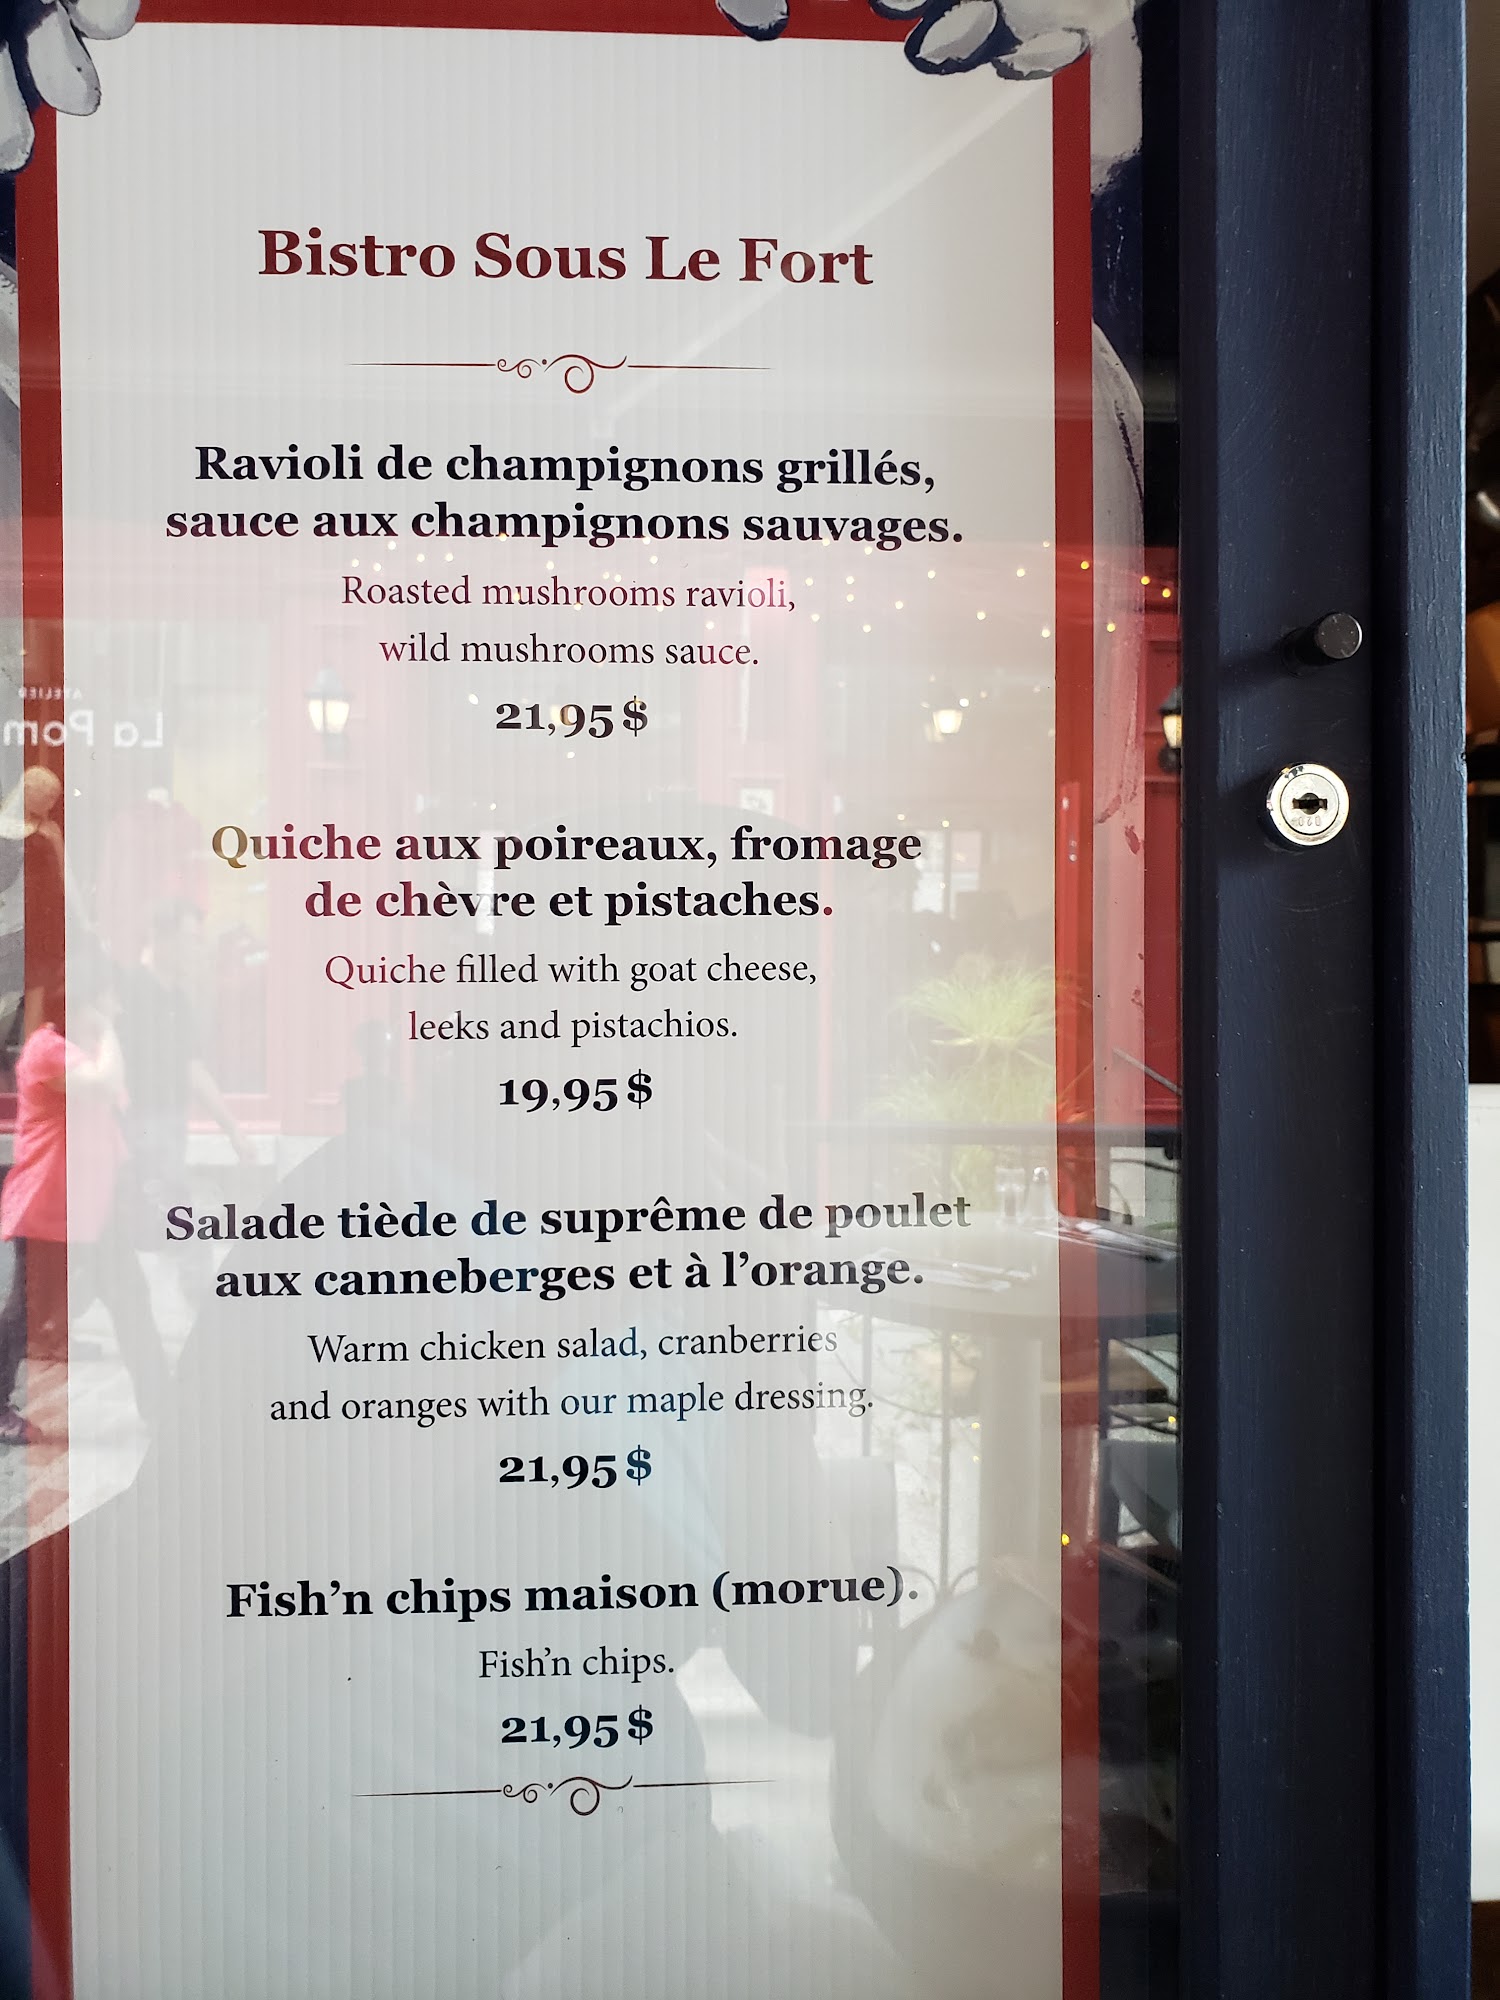 Bistro Sous Le Fort
Ravioli de champignons grillés,
sauce aux champignons sauvages.
Roasted mushrooms ravioli,
wild mushrooms sauce.
21,95 $
ATELIER
La Pom
Quiche aux poireaux, fromage
de chèvre et pistaches.
Quiche filled with goat cheese,
leeks and pistachios.
19,95 $
Salade tiède de suprême de poulet
aux canneberges et à l’orange.
Warm chicken salad, cranberries
and oranges with our maple dressing.
21,95 $
Fish’n chips maison (morue).
Fish’n chips.
21,95 $